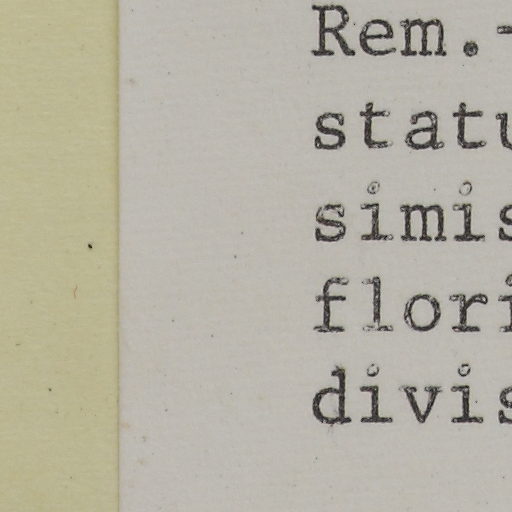 Rem.-
statu
simis
flori
divis